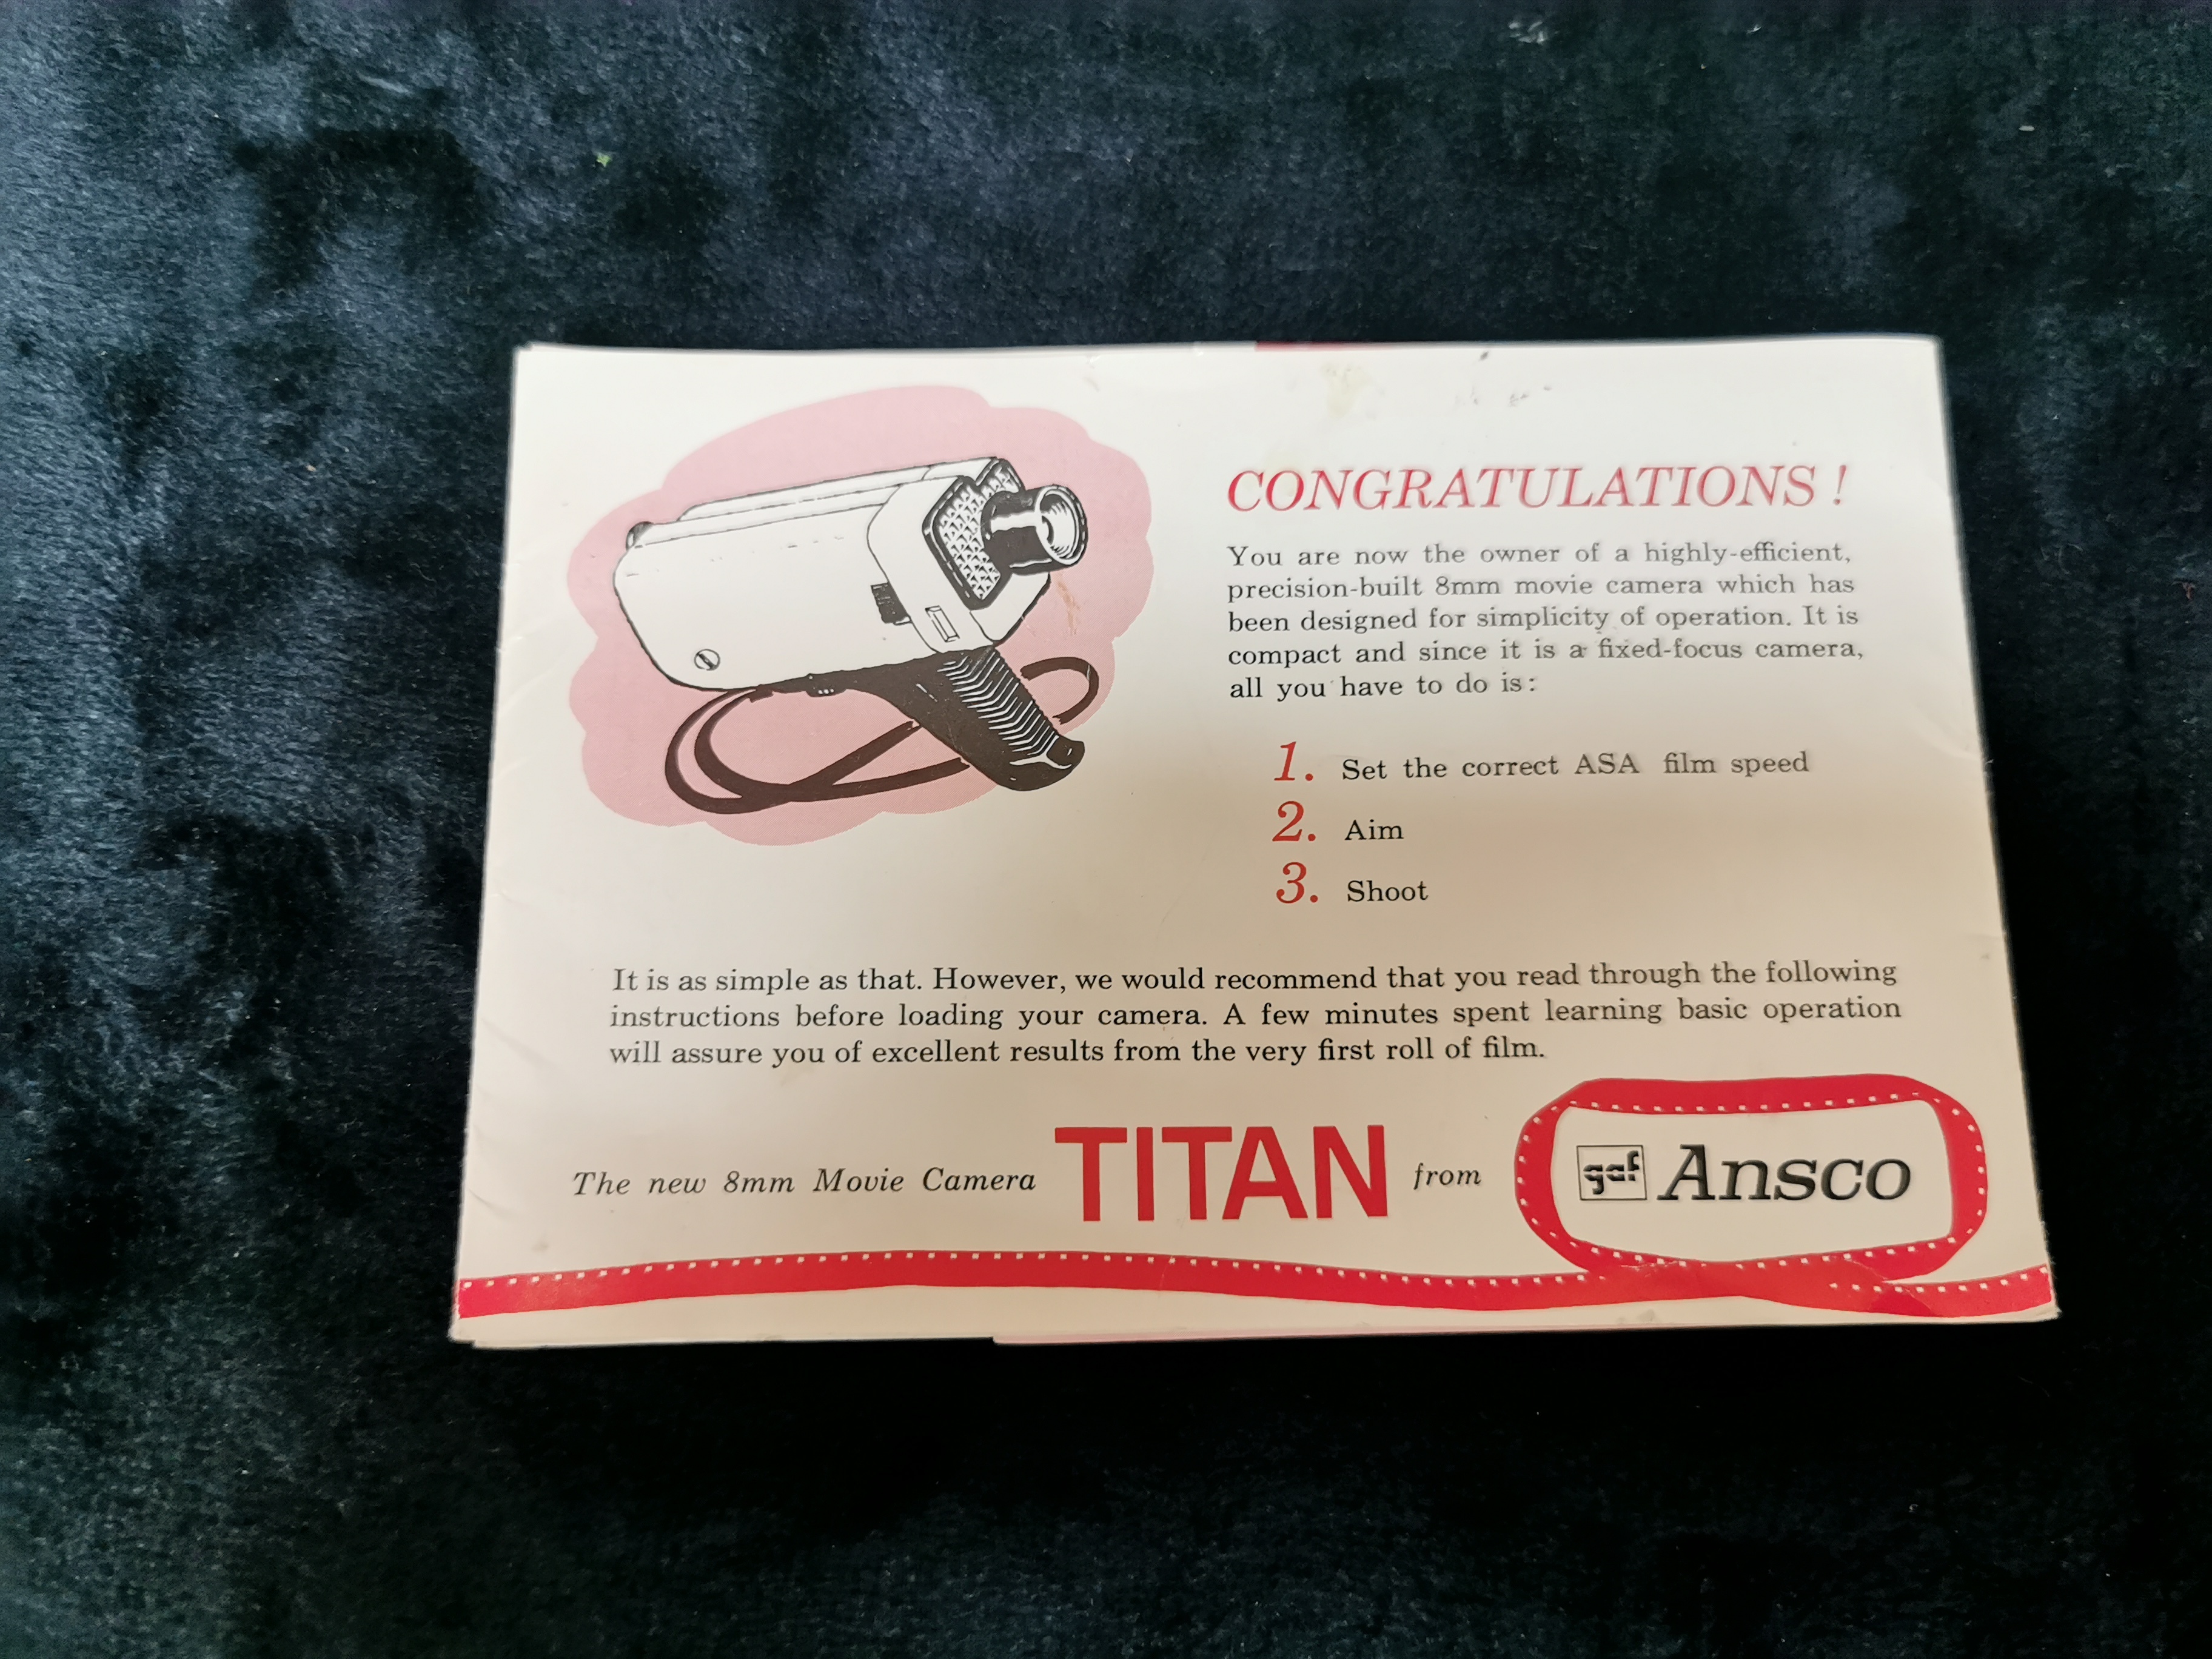 CONGRATULATIONS !
You are now the owner of a highly-efficient,
precision-built 8mm movie camera which has
been designed for simplicity of operation. It is
compact and since it is a fixed-focus camera,
all you have to do is:
1. Set the correct ASA film speed
2. Aim
3. Shoot
It is as simple as that. However, we would recommend that you read through the following
instructions before loading your camera. A few minutes spent learning basic operation
will assure you of excellent results from the very first roll of film.
The new 8mm Movie Camera TITAN from gaf Ansco